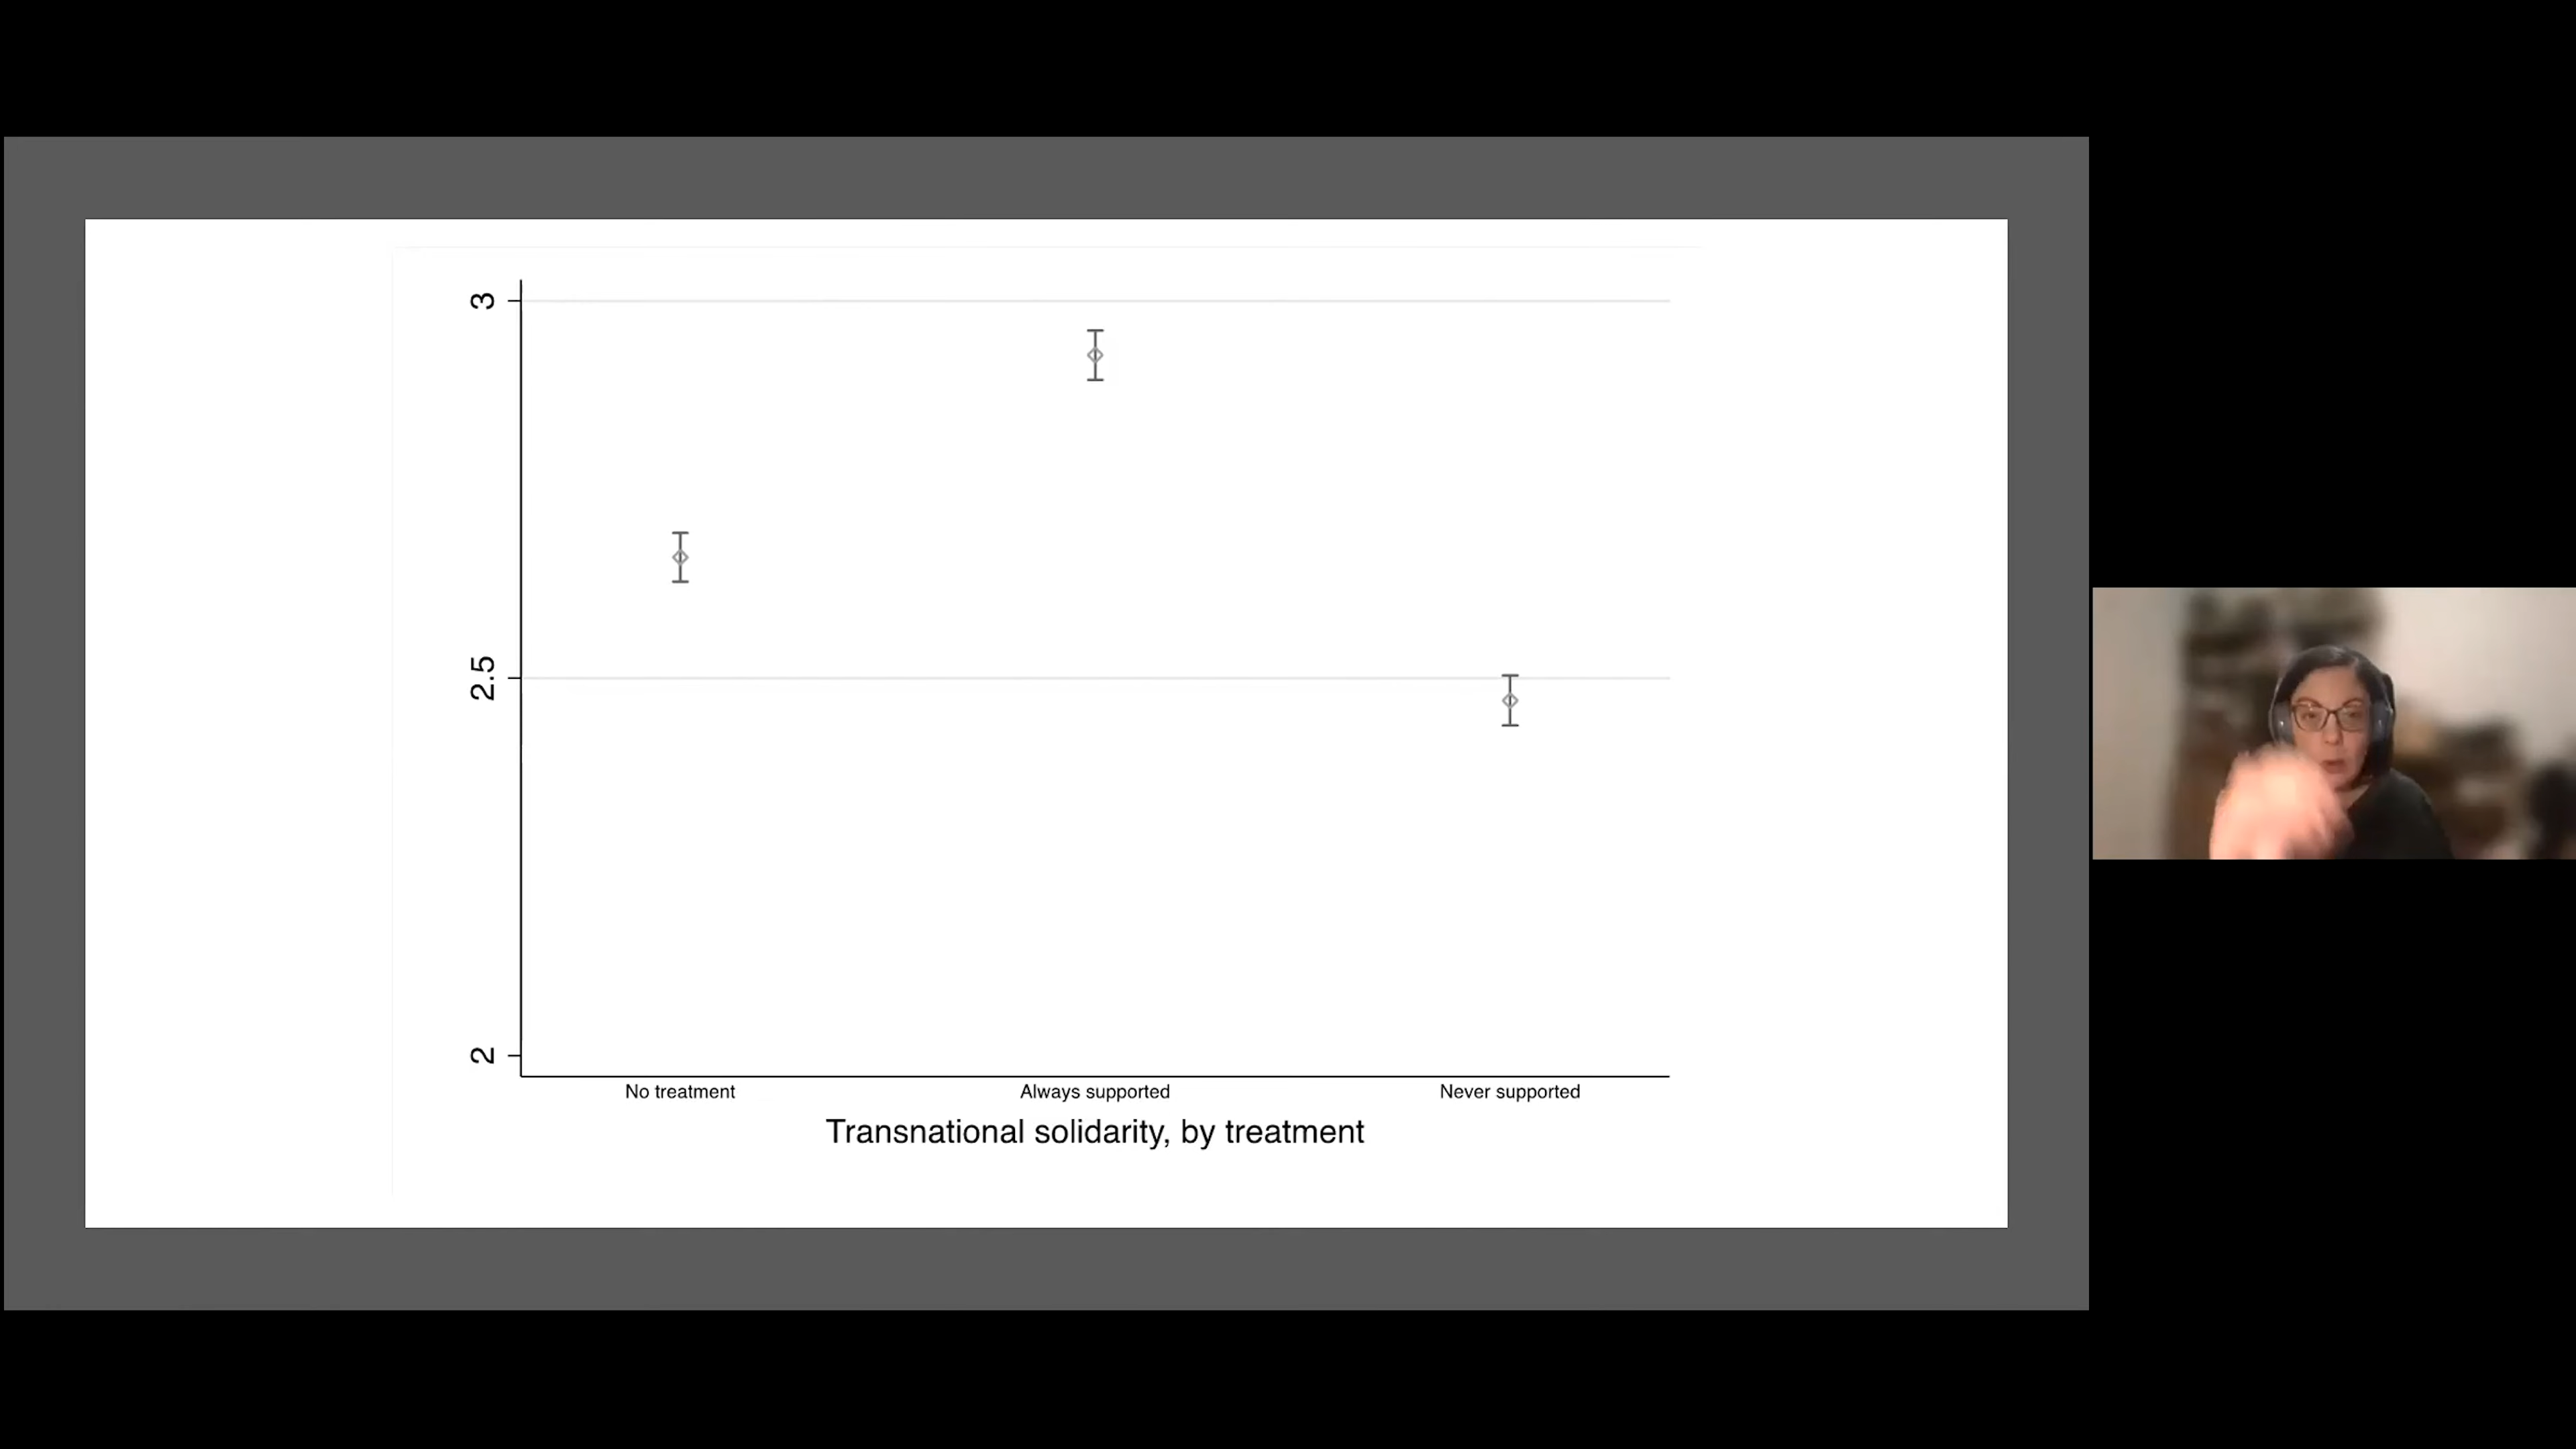 3
2.5
2
No treatment
Always supported
Never supported
Transnational solidarity, by treatment